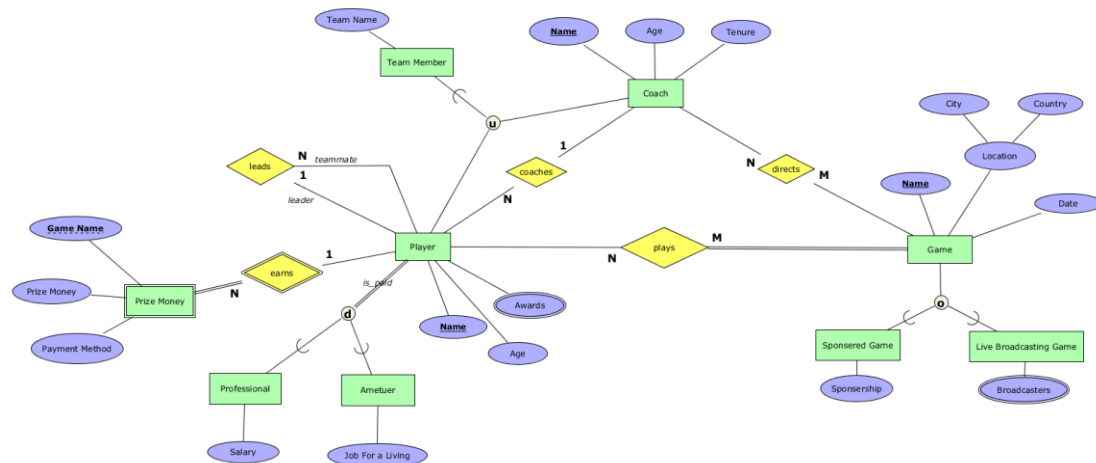 Team Name
Name
Age
Tenure
Team Member
Coach
City
Country
u
N
teammate
1
leads
1
leader
coaches
N
N
directs
M
Location
Name
Date
Game Name
Player
M
plays
N
Game
1
earns
N
is_paid
Prize Money
Prize Money
Payment Method
Awards
Name
Age
d
o
Sponsered Game
Live Broadcasting Game
Professional
Ametuer
Sponsership
Broadcasters
Salary
Job For a Living